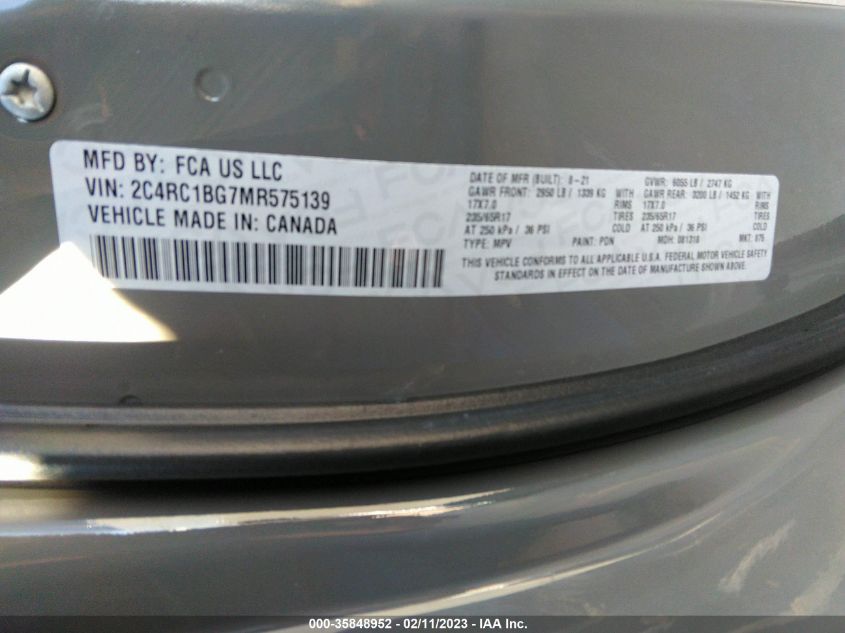 MFD BY: FCA US LLC
VIN: 2C4RC1BG7MR575139
VEHICLE MADE IN: CANADA
DATE OF MFR (BUILT): 8-21 GVWR: 6055 LB / 2747 KG
GAWR FRONT: 2950 LB / 1339 KG GAWR REAR: 3200 LB / 1452 KG
17X7.0 RIMS 17X7.0 RIMS
235/65R17 TIRES 235/65R17 TIRES
AT 250 kPa / 36 PSI COLD AT 250 kPa / 36 PSI COLD
TYPE: MPV PAINT: PDN MDH: 081318 MKT: 875
THIS VEHICLE CONFORMS TO ALL APPLICABLE U.S.A. FEDERAL MOTOR VEHICLE SAFETY
STANDARDS IN EFFECT ON THE DATE OF MANUFACTURE SHOWN ABOVE.
000-35848952 - 02/11/2023 - IAA Inc.